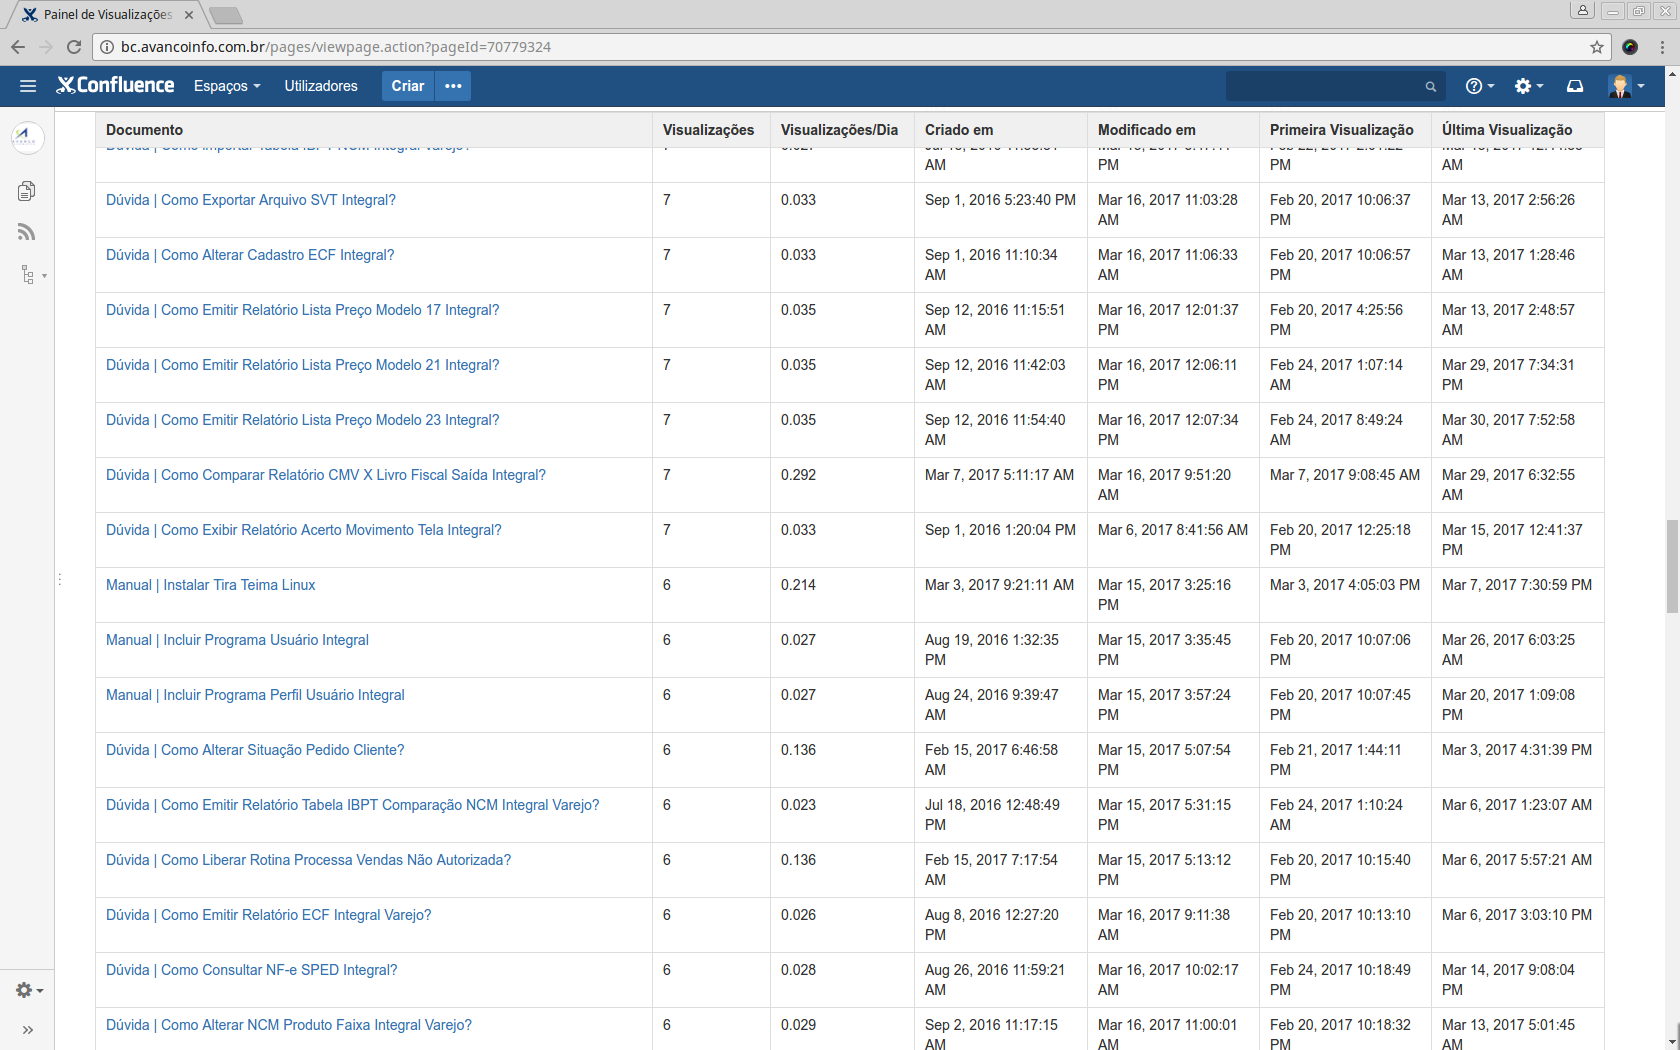 Painel de Visualizações
bc.avancoinfo.com.br/pages/viewpage.action?pageId=70779324
Confluence Espaços Utilizadores Criar
Documento Visualizações Visualizações/Dia Criado em Modificado em Primeira Visualização Última Visualização
AM PM PM AM
Dúvida | Como Exportar Arquivo SVT Integral? 7 0.033 Sep 1, 2016 5:23:40 PM Mar 16, 2017 11:03:28 Feb 20, 2017 10:06:37 Mar 13, 2017 2:56:26
AM PM AM
Dúvida | Como Alterar Cadastro ECF Integral? 7 0.033 Sep 1, 2016 11:10:34 Mar 16, 2017 11:06:33 Feb 20, 2017 10:06:57 Mar 13, 2017 1:28:46
AM AM PM AM
Dúvida | Como Emitir Relatório Lista Preço Modelo 17 Integral? 7 0.035 Sep 12, 2016 11:15:51 Mar 16, 2017 12:01:37 Feb 20, 2017 4:25:56 Mar 13, 2017 2:48:57
AM PM PM AM
Dúvida | Como Emitir Relatório Lista Preço Modelo 21 Integral? 7 0.035 Sep 12, 2016 11:42:03 Mar 16, 2017 12:06:11 Feb 24, 2017 1:07:14 Mar 29, 2017 7:34:31
AM PM AM PM
Dúvida | Como Emitir Relatório Lista Preço Modelo 23 Integral? 7 0.035 Sep 12, 2016 11:54:40 Mar 16, 2017 12:07:34 Feb 24, 2017 8:49:24 Mar 30, 2017 7:52:58
AM PM AM AM
Dúvida | Como Comparar Relatório CMV X Livro Fiscal Saída Integral? 7 0.292 Mar 7, 2017 5:11:17 AM Mar 16, 2017 9:51:20 Mar 7, 2017 9:08:45 AM Mar 29, 2017 6:32:55
AM AM
Dúvida | Como Exibir Relatório Acerto Movimento Tela Integral? 7 0.033 Sep 1, 2016 1:20:04 PM Mar 6, 2017 8:41:56 AM Feb 20, 2017 12:25:18 Mar 15, 2017 12:41:37
PM PM
Manual | Instalar Tira Teima Linux 6 0.214 Mar 3, 2017 9:21:11 AM Mar 15, 2017 3:25:16 Mar 3, 2017 4:05:03 PM Mar 7, 2017 7:30:59 PM
PM
Manual | Incluir Programa Usuário Integral 6 0.027 Aug 19, 2016 1:32:35 Mar 15, 2017 3:35:45 Feb 20, 2017 10:07:06 Mar 26, 2017 6:03:25
PM PM PM AM
Manual | Incluir Programa Perfil Usuário Integral 6 0.027 Aug 24, 2016 9:39:47 Mar 15, 2017 3:57:24 Feb 20, 2017 10:07:45 Mar 20, 2017 1:09:08
AM PM PM PM
Dúvida | Como Alterar Situação Pedido Cliente? 6 0.136 Feb 15, 2017 6:46:58 Mar 15, 2017 5:07:54 Feb 21, 2017 1:44:11 Mar 3, 2017 4:31:39 PM
AM PM PM
Dúvida | Como Emitir Relatório Tabela IBPT Comparação NCM Integral Varejo? 6 0.023 Jul 18, 2016 12:48:49 Mar 15, 2017 5:31:15 Feb 24, 2017 1:10:24 Mar 6, 2017 1:23:07 AM
PM PM AM
Dúvida | Como Liberar Rotina Processa Vendas Não Autorizada? 6 0.136 Feb 15, 2017 7:17:54 Mar 15, 2017 5:13:12 Feb 20, 2017 10:15:40 Mar 6, 2017 5:57:21 AM
AM PM PM
Dúvida | Como Emitir Relatório ECF Integral Varejo? 6 0.026 Aug 8, 2016 12:27:20 Mar 16, 2017 9:11:38 Feb 20, 2017 10:13:10 Mar 6, 2017 3:03:10 PM
PM AM PM
Dúvida | Como Consultar NF-e SPED Integral? 6 0.028 Aug 26, 2016 11:59:21 Mar 16, 2017 10:02:17 Feb 24, 2017 10:18:49 Mar 14, 2017 9:08:04
AM AM PM PM
Dúvida | Como Alterar NCM Produto Faixa Integral Varejo? 6 0.029 Sep 2, 2016 11:17:15 Mar 16, 2017 11:00:01 Feb 20, 2017 10:18:32 Mar 13, 2017 5:01:45
AM AM PM AM